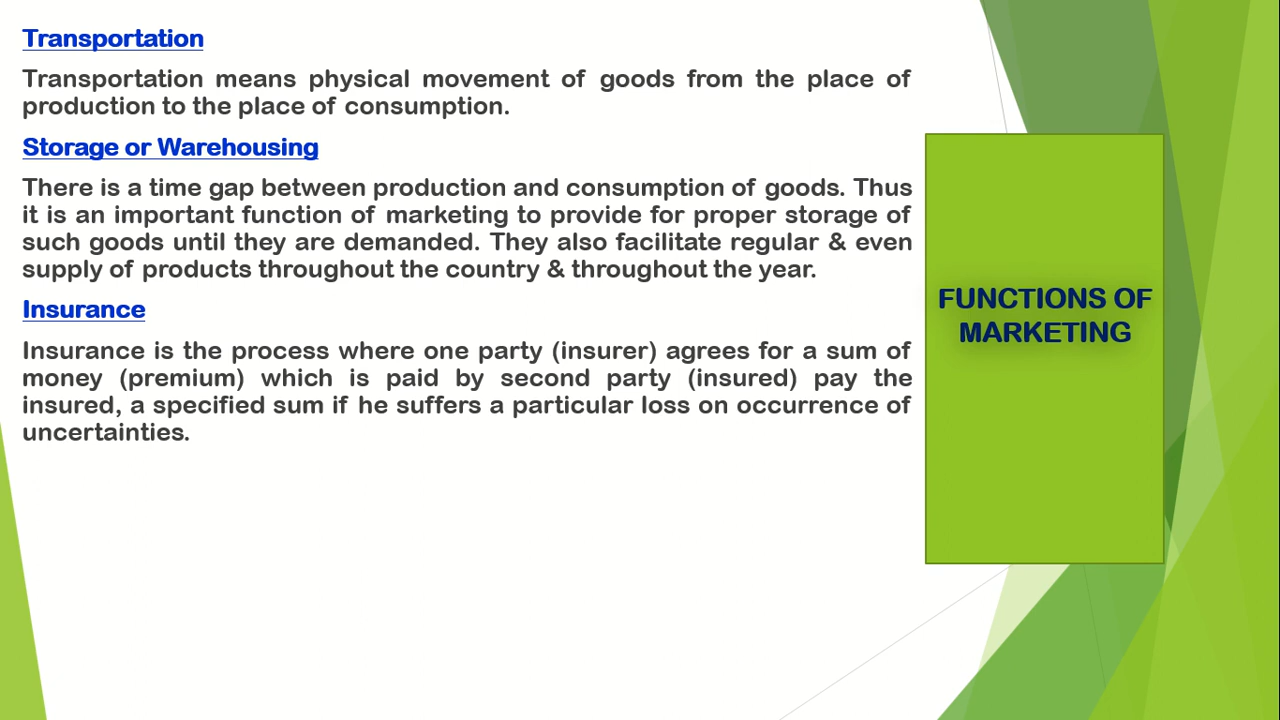 Transportation
Transportation means physical movement of goods from the place of
production to the place of consumption.
Storage or Warehousing
There is a time gap between production and consumption of goods. Thus
it is an important function of marketing to provide for proper storage of
such goods until they are demanded. They also facilitate regular & even
supply of products throughout the country & throughout the year.
Insurance
Insurance is the process where one party (insurer) agrees for a sum of
money (premium) which is paid by second party (insured) pay the
insured, a specified sum if he suffers a particular loss on occurrence of
uncertainties.
FUNCTIONS OF
MARKETING